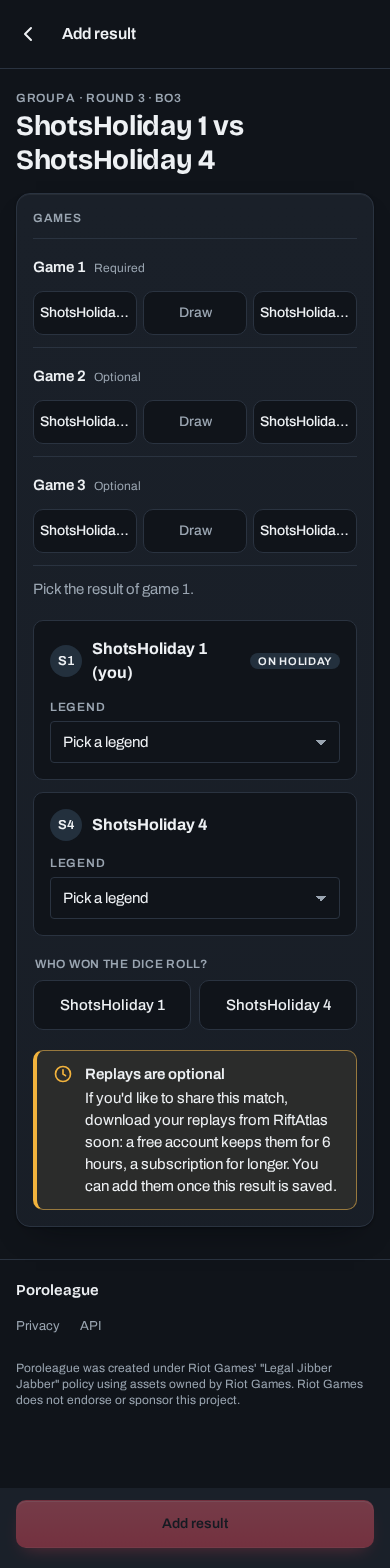 Add result
GROUP A · ROUND 3 · BO3
ShotsHoliday 1 vs
ShotsHoliday 4
GAMES
Game 1 Required
ShotsHolida... Draw ShotsHolida...
Game 2 Optional
ShotsHolida... Draw ShotsHolida...
Game 3 Optional
ShotsHolida... Draw ShotsHolida...
Pick the result of game 1.
S1 ShotsHoliday 1
(you) ON HOLIDAY
LEGEND
Pick a legend
S4 ShotsHoliday 4
LEGEND
Pick a legend
WHO WON THE DICE ROLL?
ShotsHoliday 1 ShotsHoliday 4
Replays are optional
If you'd like to share this match,
download your replays from RiftAtlas
soon: a free account keeps them for 6
hours, a subscription for longer. You
can add them once this result is saved.
Poroleague
Privacy API
Poroleague was created under Riot Games' "Legal Jibber
Jabber" policy using assets owned by Riot Games. Riot Games
does not endorse or sponsor this project.
Add result